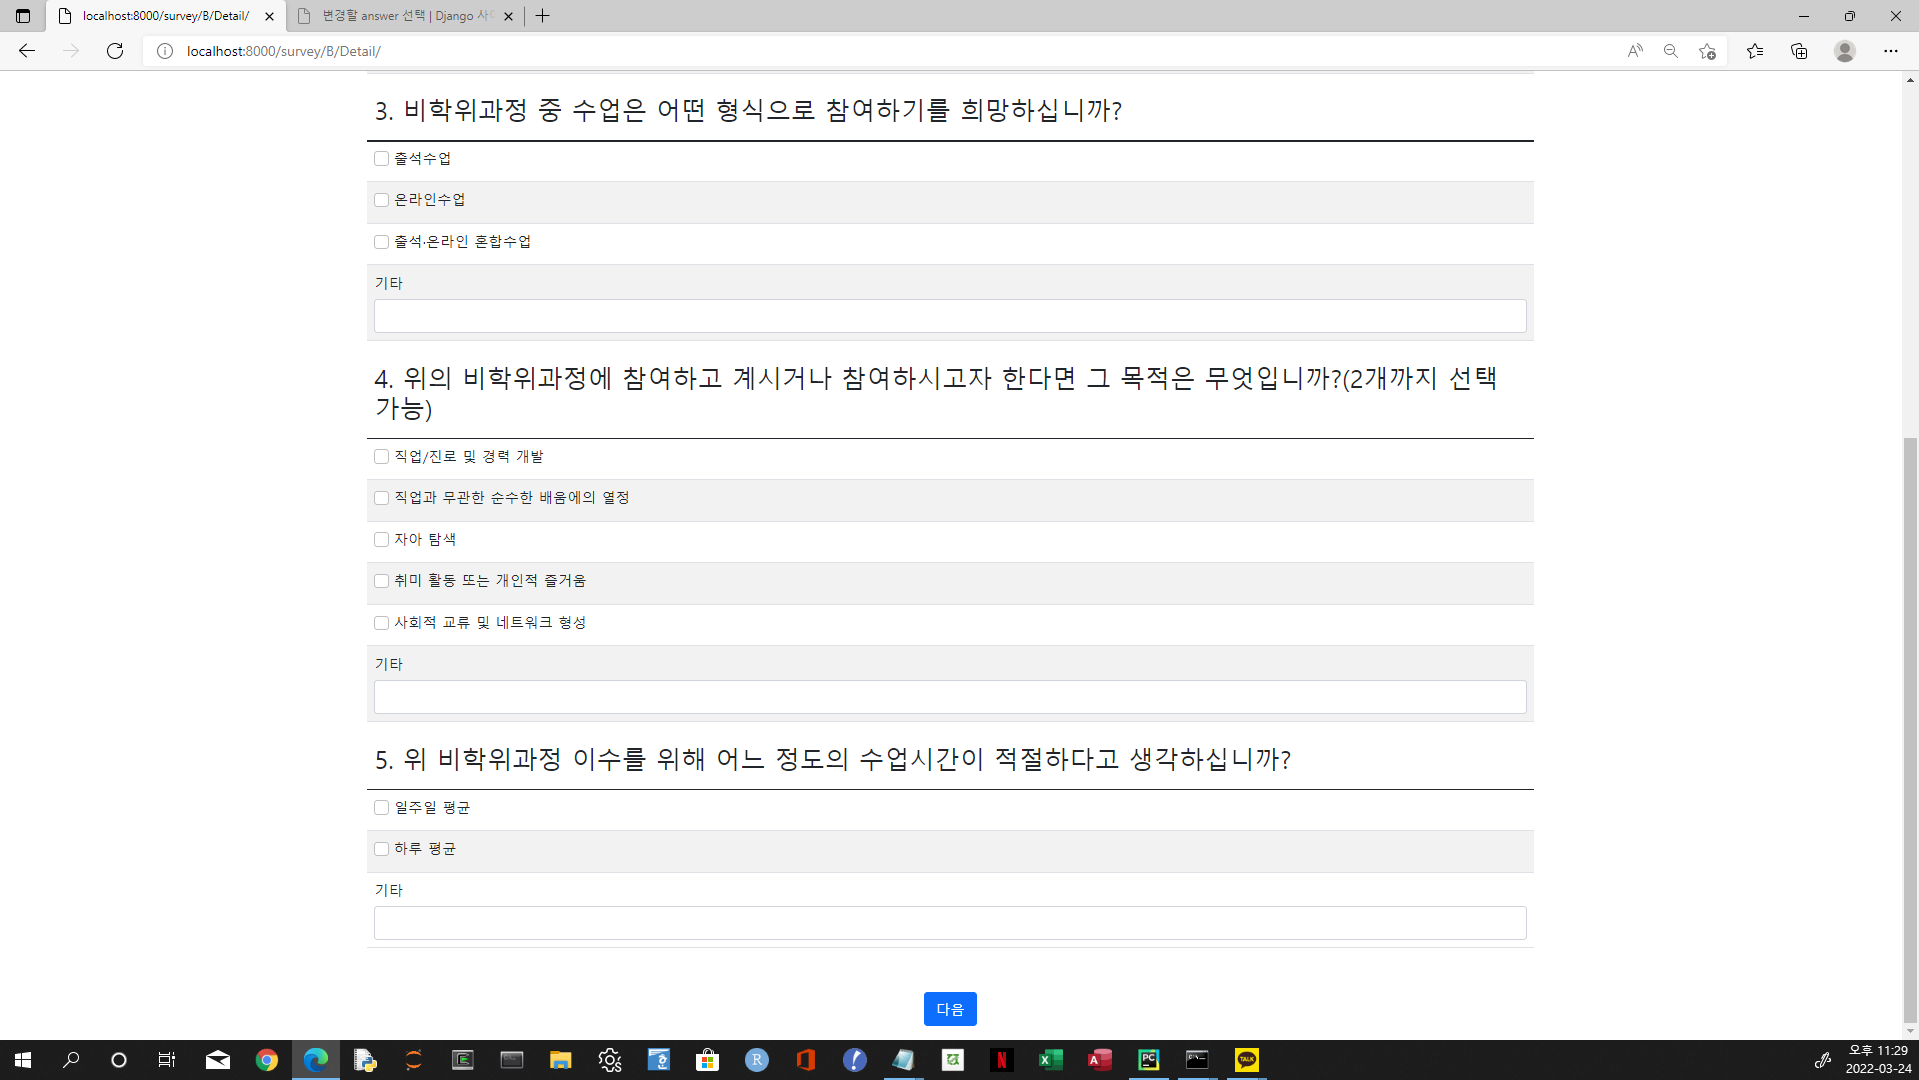 localhost:8000/survey/B/Detail/
변경할 answer 선택 | Django 사
localhost:8000/survey/B/Detail/
3. 비학위과정 중 수업은 어떤 형식으로 참여하기를 희망하십니까?
출석수업
온라인수업
출석·온라인 혼합수업
기타
4. 위의 비학위과정에 참여하고 계시거나 참여하시고자 한다면 그 목적은 무엇입니까?(2개까지 선택
가능)
직업/진로 및 경력 개발
직업과 무관한 순수한 배움에의 열정
자아 탐색
취미 활동 또는 개인적 즐거움
사회적 교류 및 네트워크 형성
기타
5. 위 비학위과정 이수를 위해 어느 정도의 수업시간이 적절하다고 생각하십니까?
일주일 평균
하루 평균
기타
다음
오후 11:29
2022-03-24